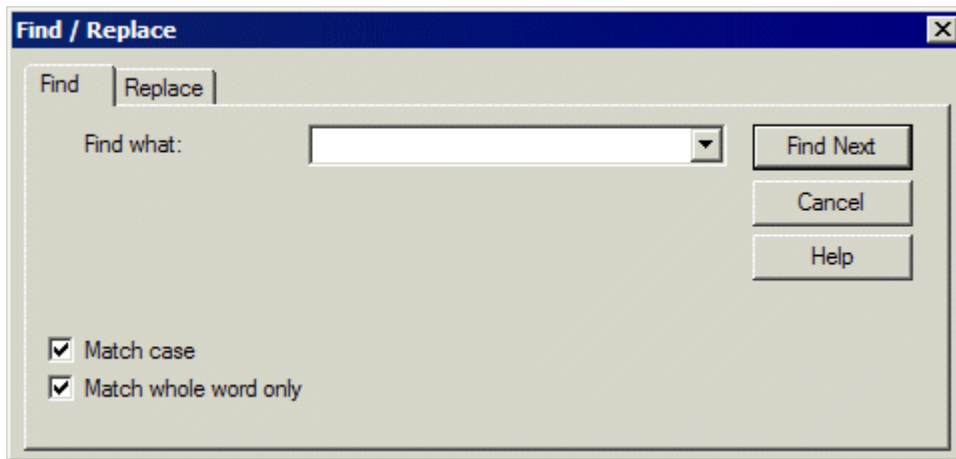 Find / Replace
Find Replace
Find what: Find Next
Cancel
Help
Match case
Match whole word only